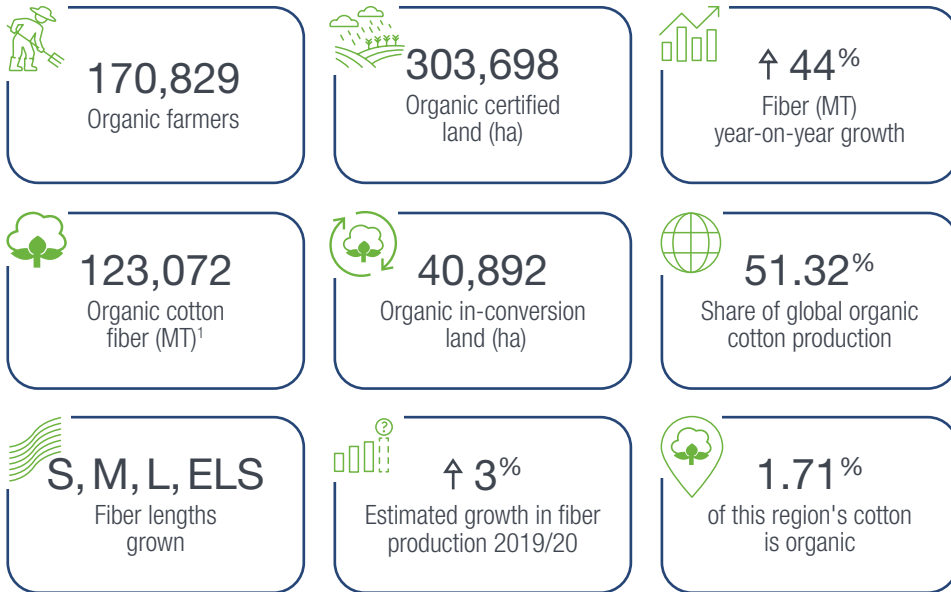 170,829
Organic farmers
303,698
Organic certified
land (ha)
↑ 44%
Fiber (MT)
year-on-year growth
123,072
Organic cotton
fiber (MT)¹
40,892
Organic in-conversion
land (ha)
51.32%
Share of global organic
cotton production
S, M, L, ELS
Fiber lengths
grown
?
↑ 3%
Estimated growth in fiber
production 2019/20
1.71%
of this region's cotton
is organic